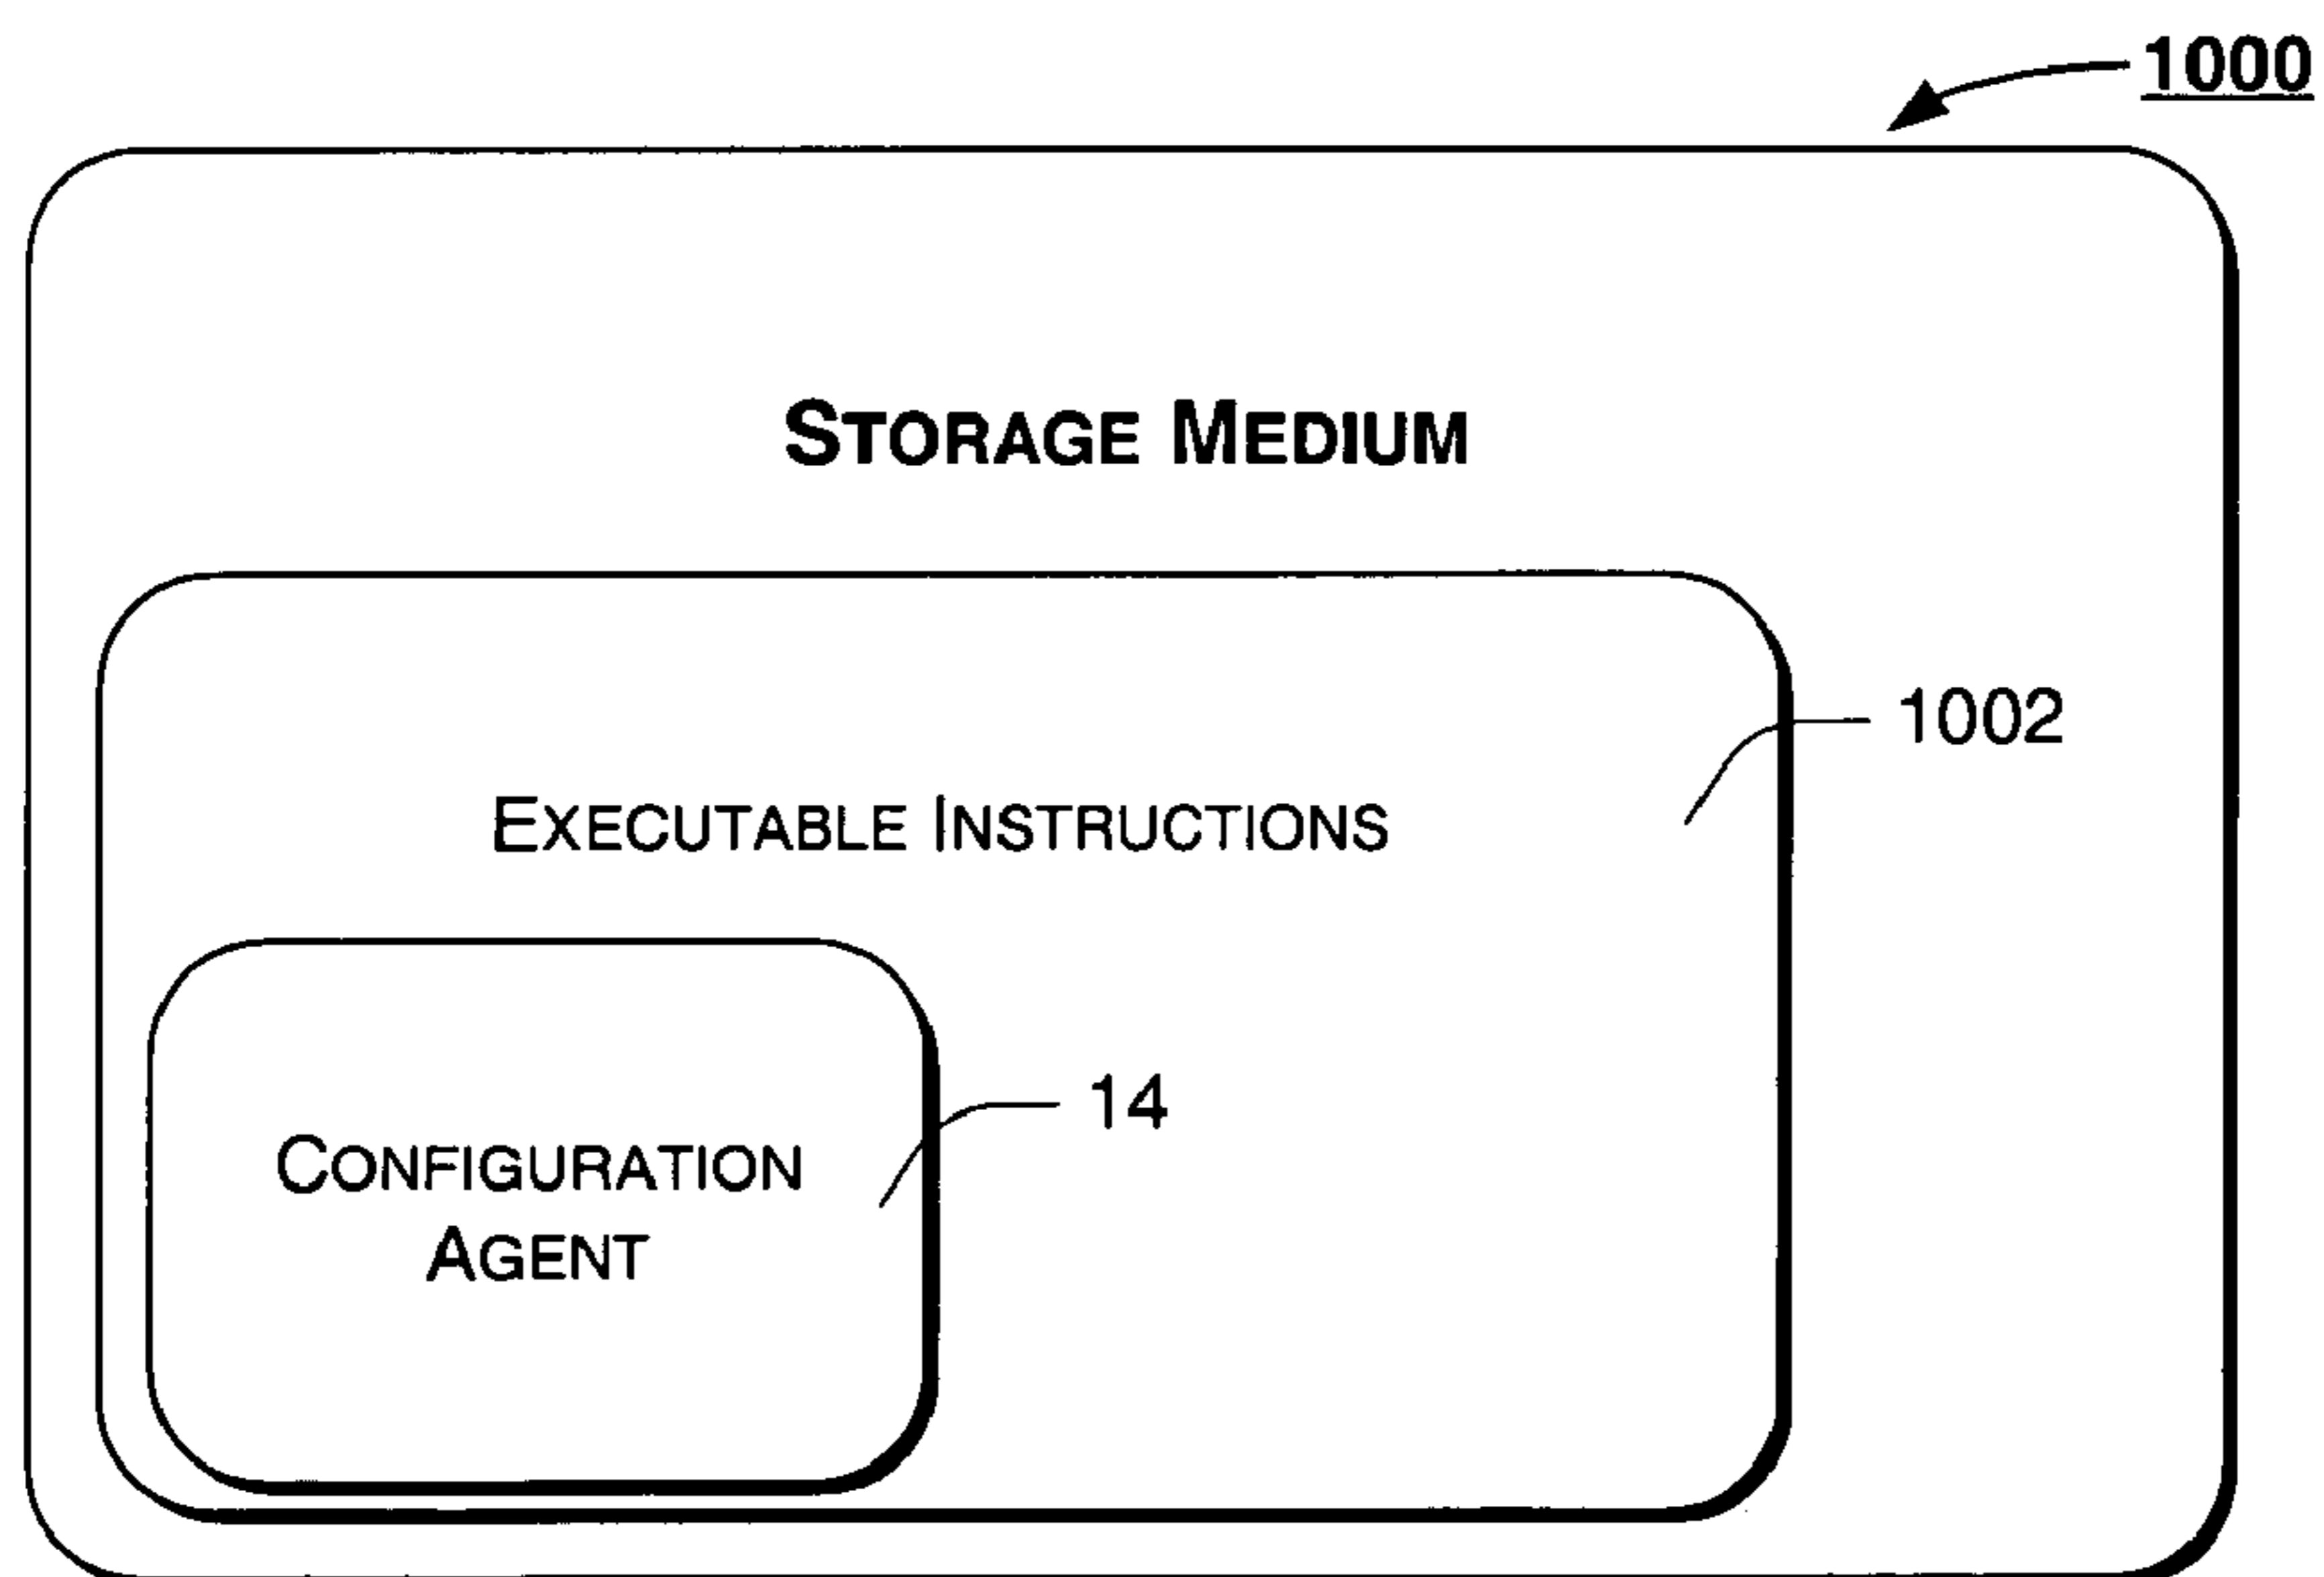 1000
STORAGE MEDIUM
1002
EXECUTABLE INSTRUCTIONS
14
CONFIGURATION
AGENT